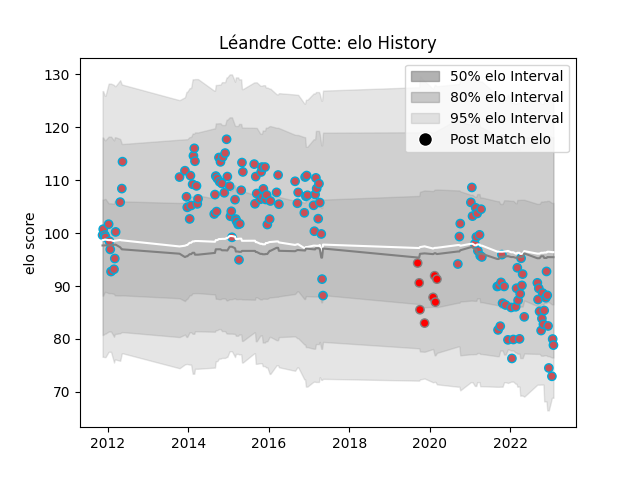 Léandre Cotte: elo History
50% elo Interval
80% elo Interval
95% elo Interval
Post Match elo
elo score
130
120
110
100
90
80
70
2012
2014
2016
2018
2020
2022